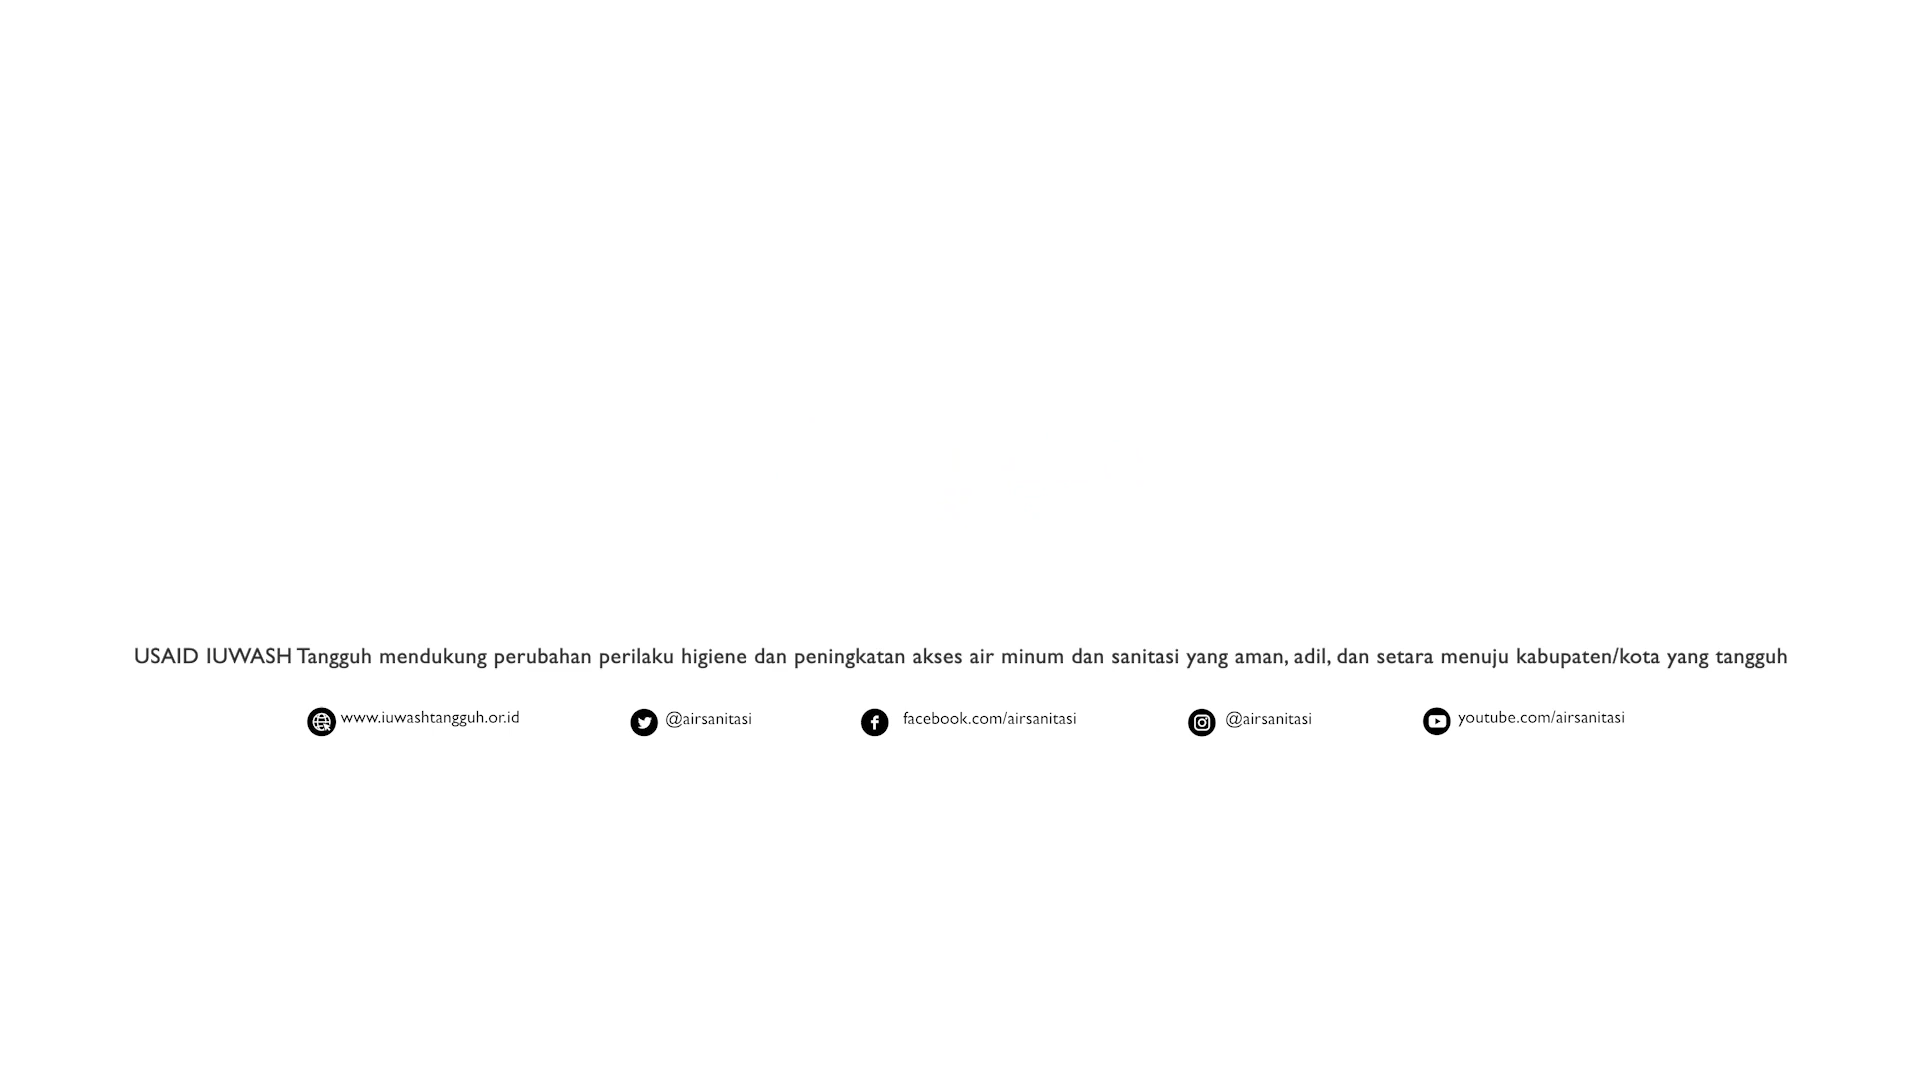 USAID IUWASH Tangguh mendukung perubahan perilaku higiene dan peningkatan akses air minum dan sanitasi yang aman, adil, dan setara menuju kabupaten/kota yang tangguh
www.iuwashtangguh.or.id @airsanitasi facebook.com/airsanitasi @airsanitasi youtube.com/airsanitasi